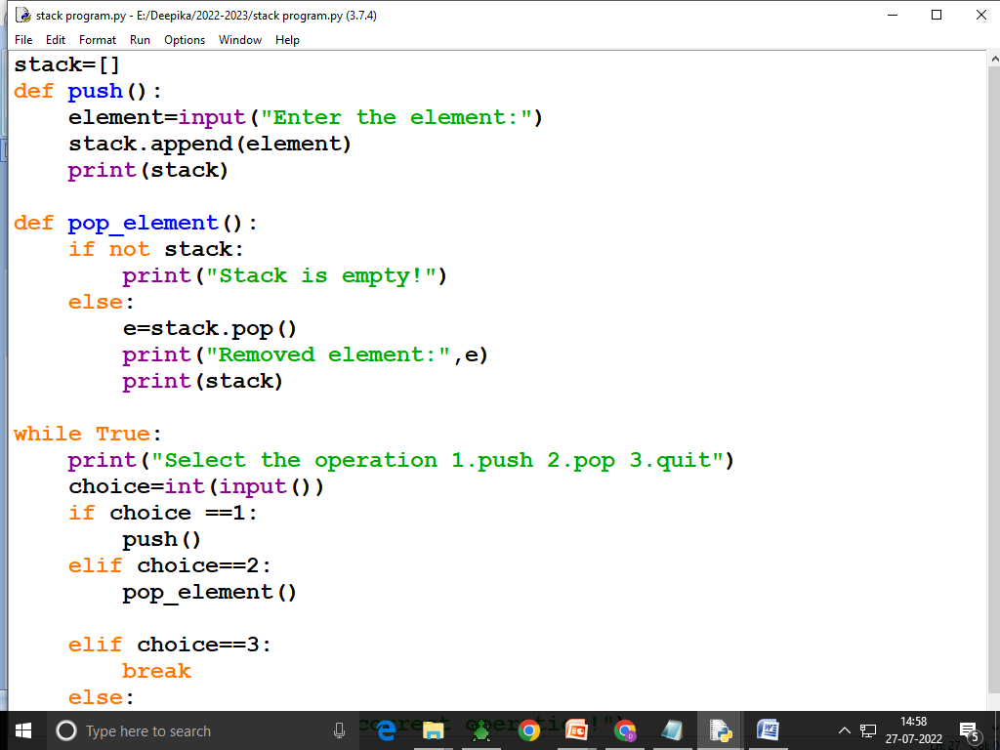 stack program.py - E:/Deepika/2022-2023/stack program.py (3.7.4)
File Edit Format Run Options Window Help
stack=[]
def push():
    element=input("Enter the element:")
    stack.append(element)
    print(stack)

def pop_element():
    if not stack:
        print("Stack is empty!")
    else:
        e=stack.pop()
        print("Removed element:",e)
        print(stack)

while True:
    print("Select the operation 1.push 2.pop 3.quit")
    choice=int(input())
    if choice ==1:
        push()
    elif choice==2:
        pop_element()

    elif choice==3:
        break
    else:
Type here to search
14:58
27-07-2022
5